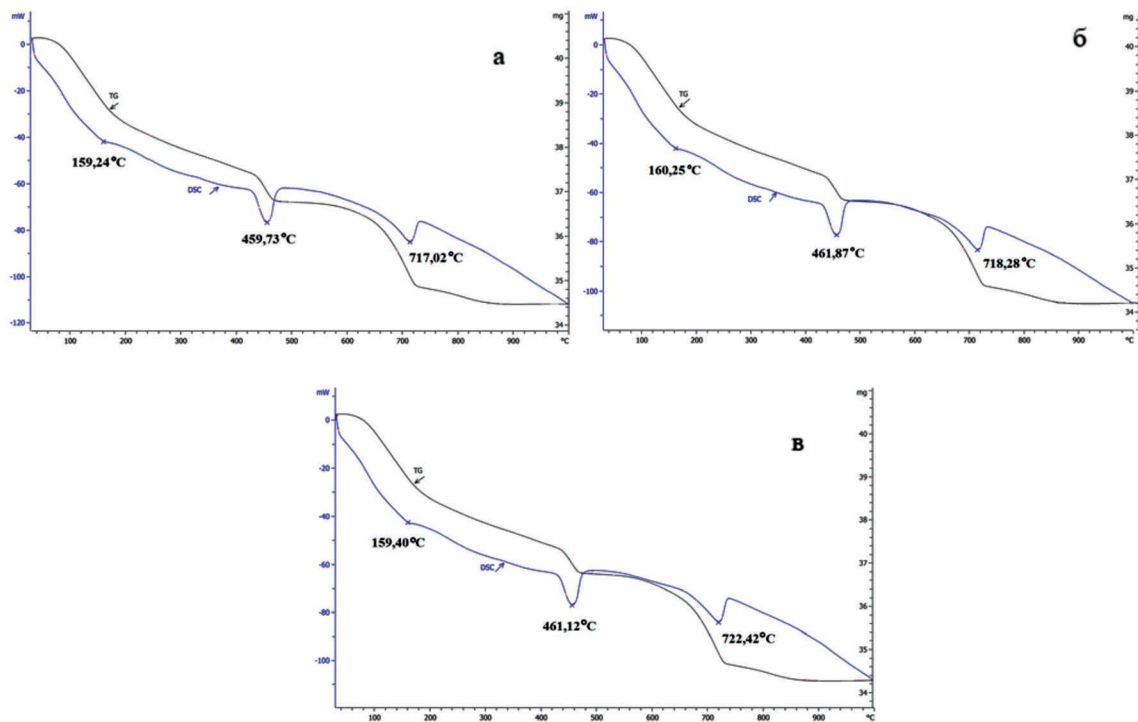 mW
mg
а
0
-20
-40
-60
-80
-100
-120
40
39
38
37
36
35
34
TG
DSC
159,24°C
459,73°C
717,02°C
100 200 300 400 500 600 700 800 900 °C
mW
mg
б
0
-20
-40
-60
-80
-100
40
39
38
37
36
35
34
TG
DSC
160,25°C
461,87°C
718,28°C
100 200 300 400 500 600 700 800 900 °C
mW
mg
в
0
-20
-40
-60
-80
-100
40
39
38
37
36
35
34
TG
DSC
159,40°C
461,12°C
722,42°C
100 200 300 400 500 600 700 800 900 °C